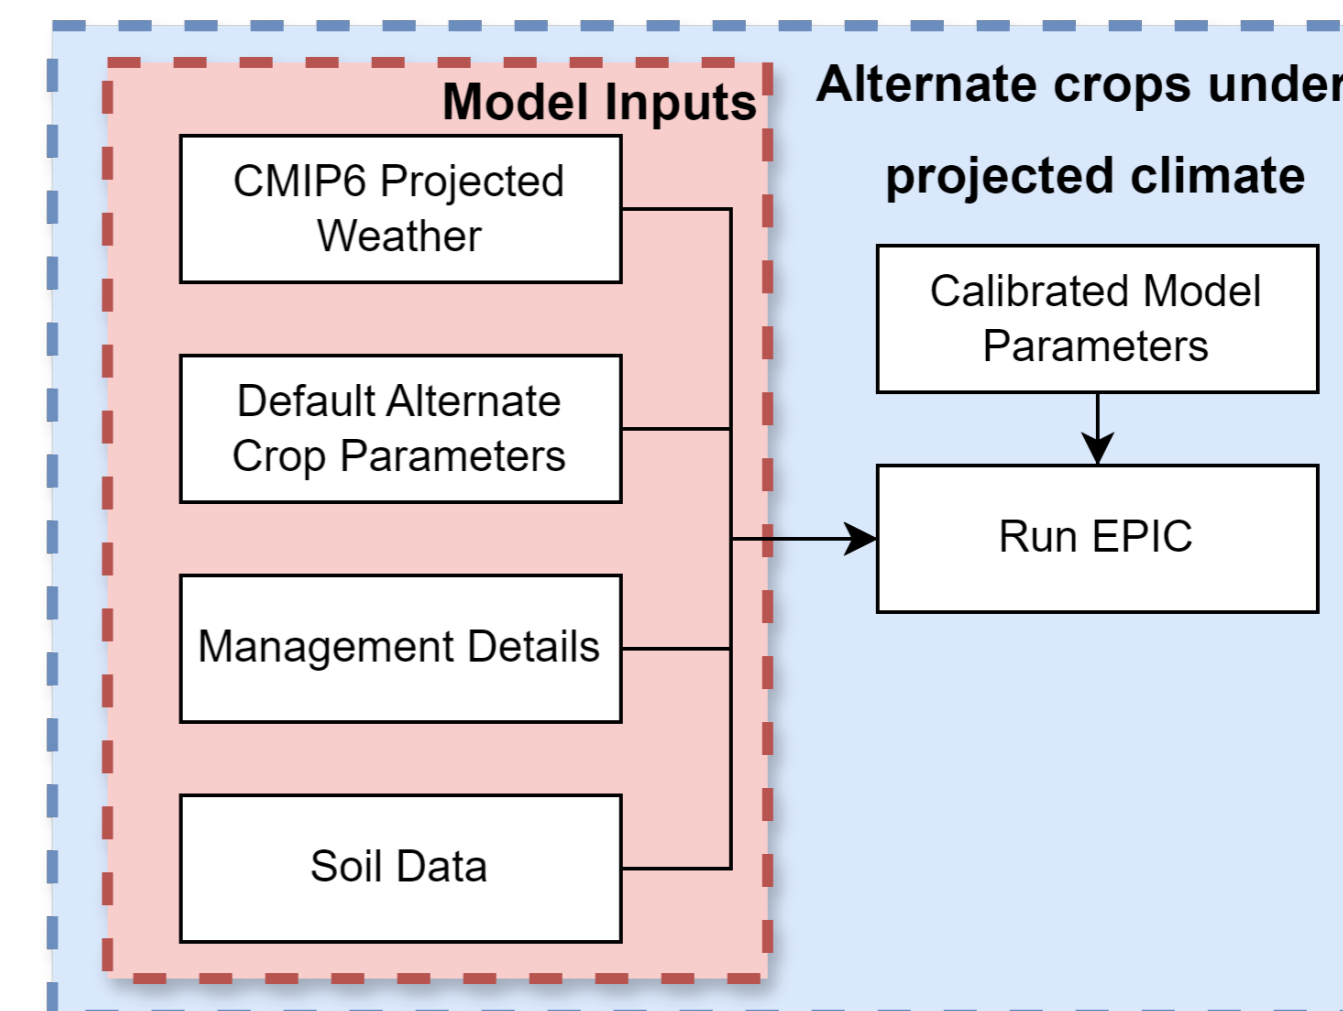 Model Inputs
CMIP6 Projected
Weather
Default Alternate
Crop Parameters
Management Details
Soil Data
Alternate crops under
projected climate
Calibrated Model
Parameters
Run EPIC